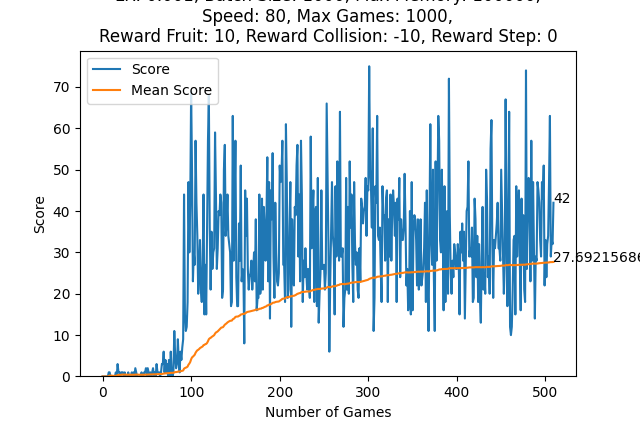 Speed: 80, Max Games: 1000,
Reward Fruit: 10, Reward Collision: -10, Reward Step: 0
Score
Mean Score
70
60
50
40
30
20
10
0
Score
42
27.69215686
0
100
200
300
400
500
Number of Games